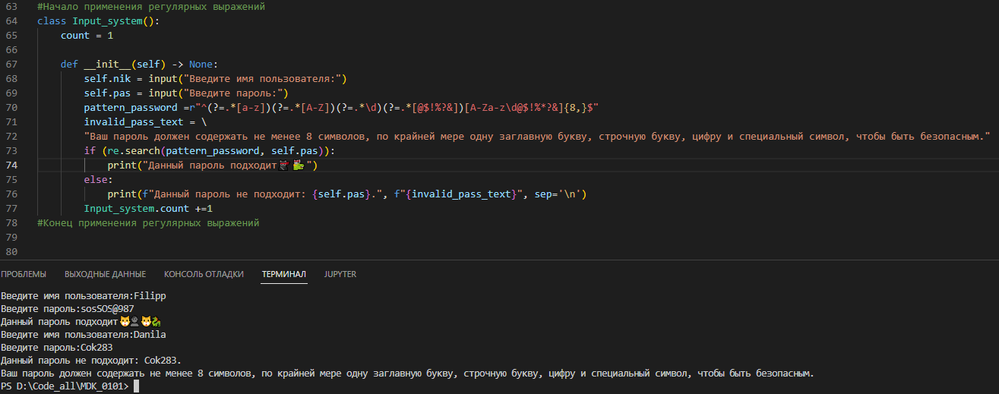 63 #Начало применения регулярных выражений
64 class Input_system():
65     count = 1
66
67     def __init__(self) -> None:
68         self.nik = input("Введите имя пользователя:")
69         self.pas = input("Введите пароль:")
70         pattern_password =r"^(?=.*[a-z])(?=.*[A-Z])(?=.*\d)(?=.*[@$!%?&])[A-Za-z\d@$!%*?&]{8,}$"
71         invalid_pass_text = \
72         "Ваш пароль должен содержать не менее 8 символов, по крайней мере одну заглавную букву, строчную букву, цифру и специальный символ, чтобы быть безопасным."
73         if (re.search(pattern_password, self.pas)):
74             print("Данный пароль подходит🐱‍👤🐱‍🐉")
75         else:
76             print(f"Данный пароль не подходит: {self.pas}.", f"{invalid_pass_text}", sep='\n')
77         Input_system.count +=1
78 #Конец применения регулярных выражений
79
80
ПРОБЛЕМЫ ВЫХОДНЫЕ ДАННЫЕ КОНСОЛЬ ОТЛАДКИ ТЕРМИНАЛ JUPYTER
Введите имя пользователя:Filipp
Введите пароль:sosSOS@987
Данный пароль подходит🐱👤🐱🐉
Введите имя пользователя:Danila
Введите пароль:Cok283
Данный пароль не подходит: Cok283.
Ваш пароль должен содержать не менее 8 символов, по крайней мере одну заглавную букву, строчную букву, цифру и специальный символ, чтобы быть безопасным.
PS D:\Code_all\MDK_0101>